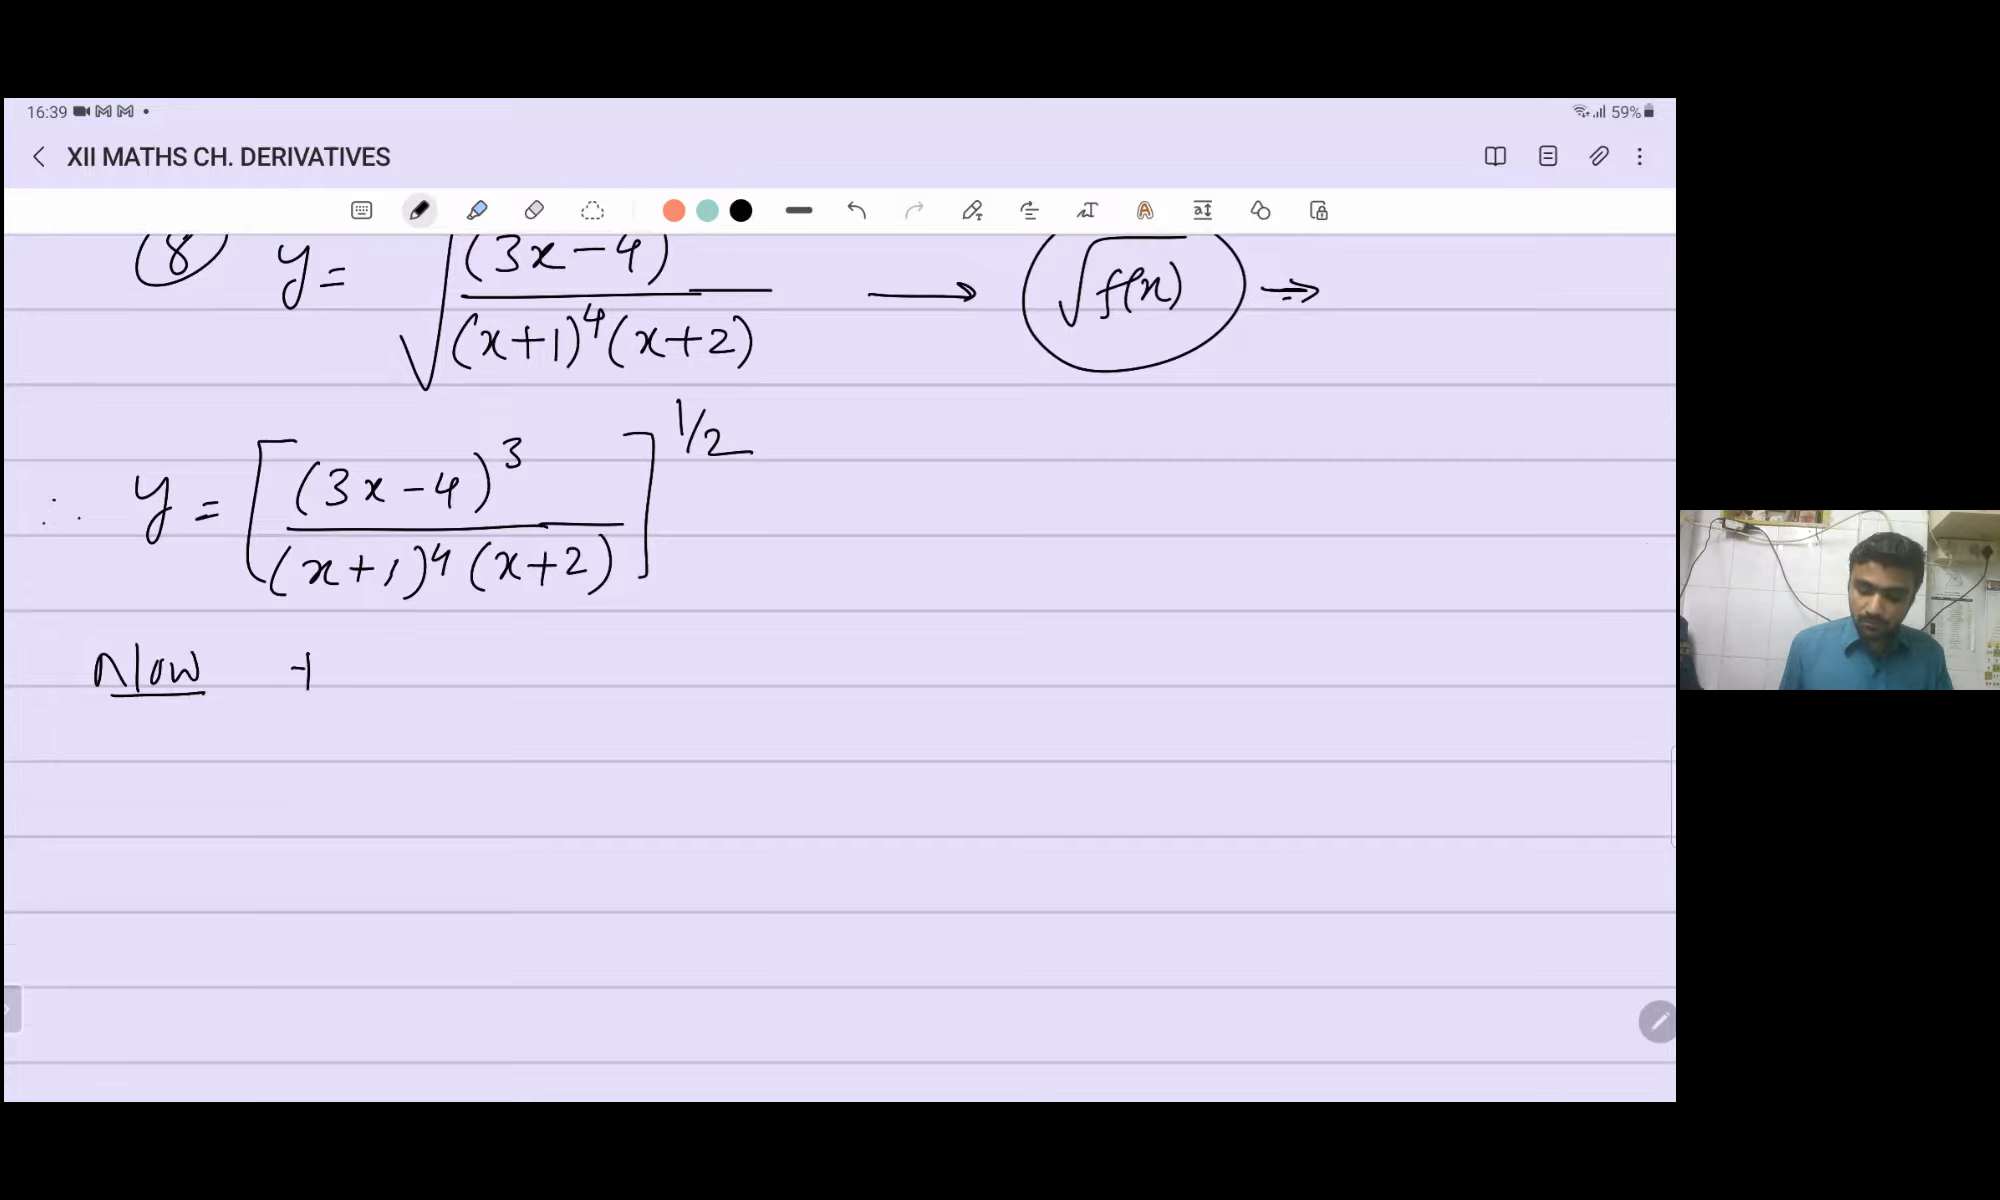 16:39
59%
XII MATHS CH. DERIVATIVES
(8) y = √((3x-4) / (x+1)⁴(x+2)) → √f(x) →
∴ y = [(3x-4)³ / (x+1)⁴(x+2)]^1/2
Now